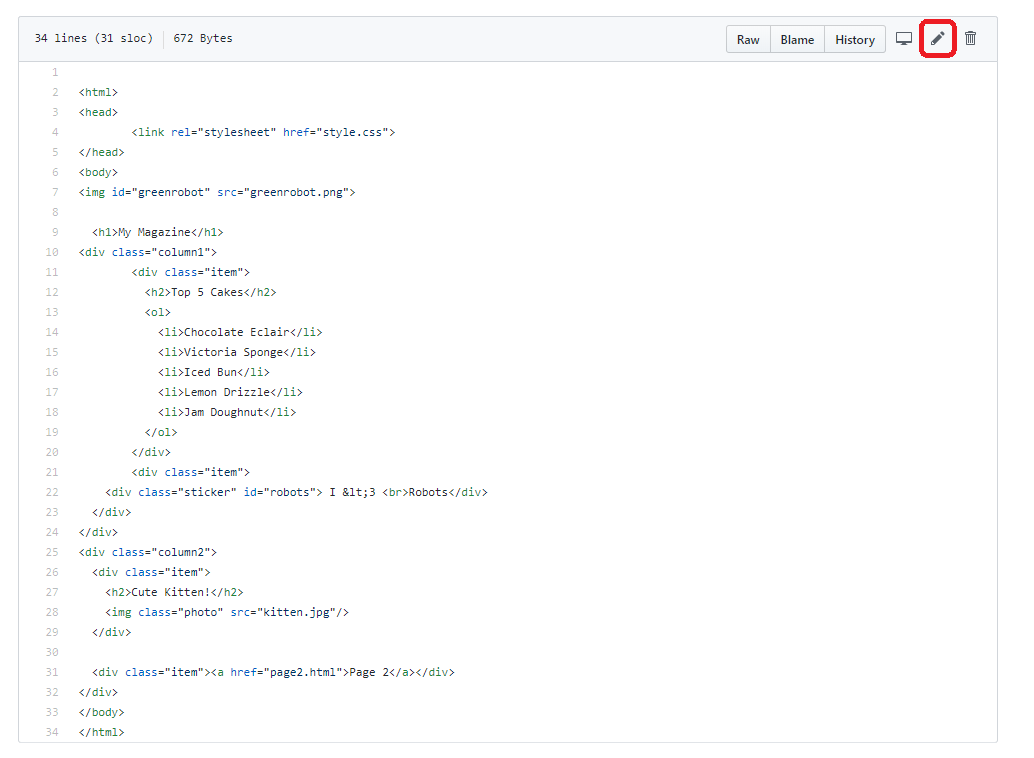 34 lines (31 sloc) 672 Bytes Raw Blame History
1
2 <html>
3 <head>
4 <link rel="stylesheet" href="style.css">
5 </head>
6 <body>
7 <img id="greenrobot" src="greenrobot.png">
8
9 <h1>My Magazine</h1>
10 <div class="column1">
11 <div class="item">
12 <h2>Top 5 Cakes</h2>
13 <ol>
14 <li>Chocolate Eclair</li>
15 <li>Victoria Sponge</li>
16 <li>Iced Bun</li>
17 <li>Lemon Drizzle</li>
18 <li>Jam Doughnut</li>
19 </ol>
20 </div>
21 <div class="item">
22 <div class="sticker" id="robots"> I &lt;3 <br>Robots</div>
23 </div>
24 </div>
25 <div class="column2">
26 <div class="item">
27 <h2>Cute Kitten!</h2>
28 <img class="photo" src="kitten.jpg"/>
29 </div>
30
31 <div class="item"><a href="page2.html">Page 2</a></div>
32 </div>
33 </body>
34 </html>